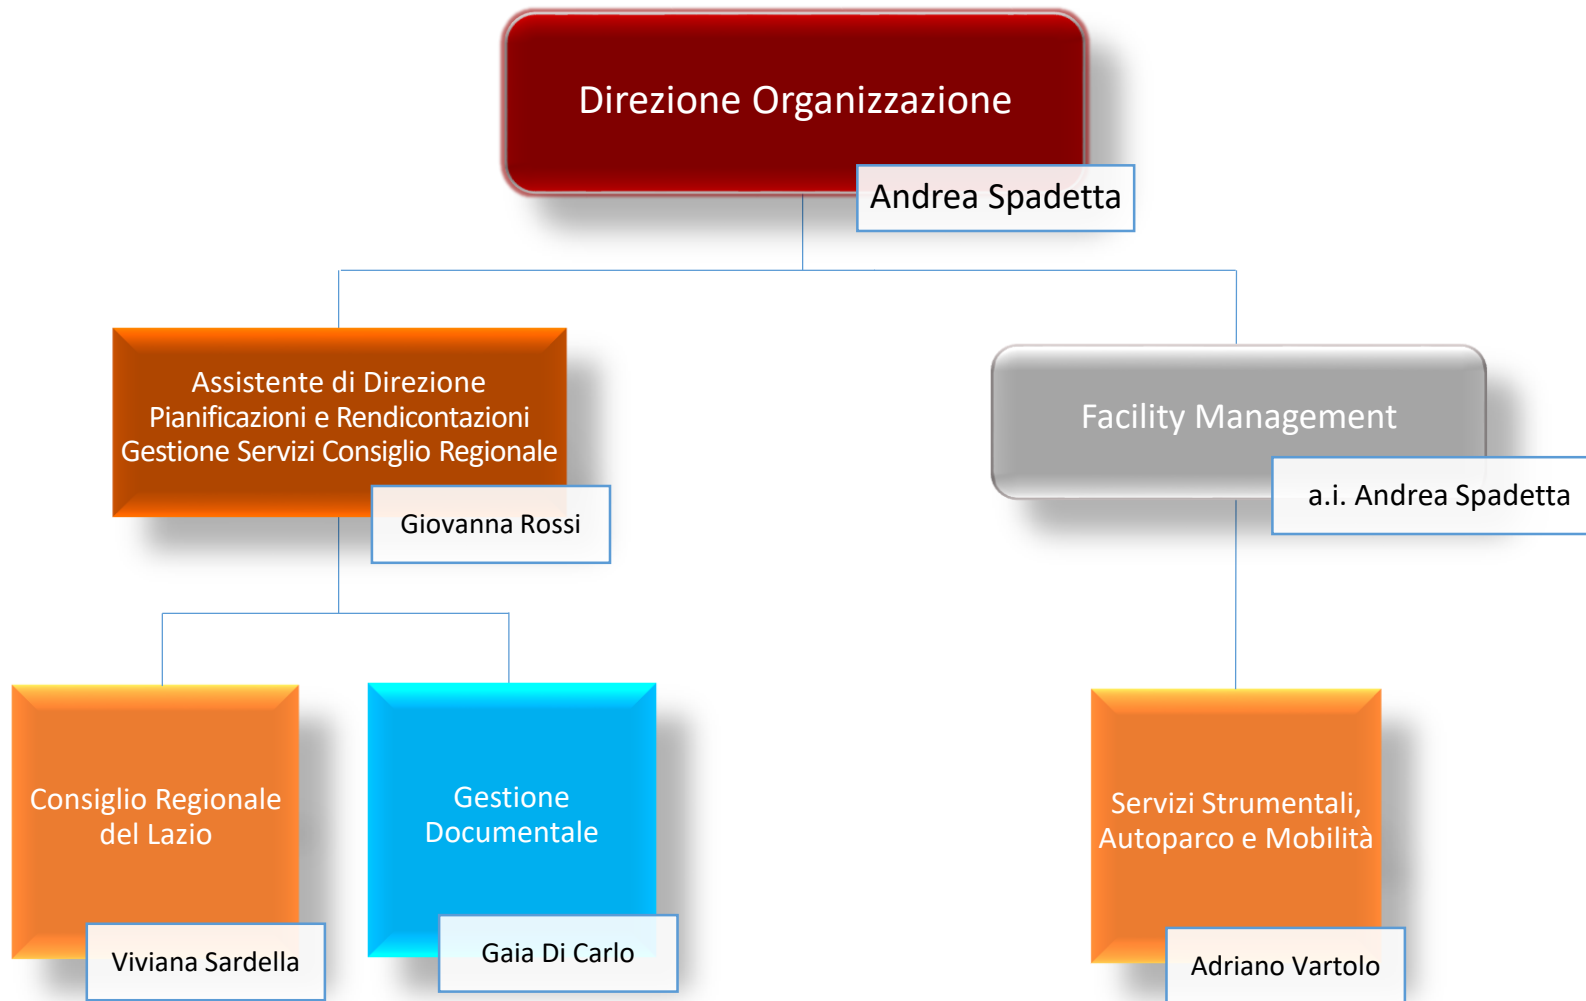 Direzione Organizzazione
Andrea Spadetta
Assistente di Direzione
Pianificazioni e Rendicontazioni
Gestione Servizi Consiglio Regionale
Giovanna Rossi
Facility Management
a.i. Andrea Spadetta
Consiglio Regionale
del Lazio
Viviana Sardella
Gestione
Documentale
Gaia Di Carlo
Servizi Strumentali,
Autoparco e Mobilità
Adriano Vartolo